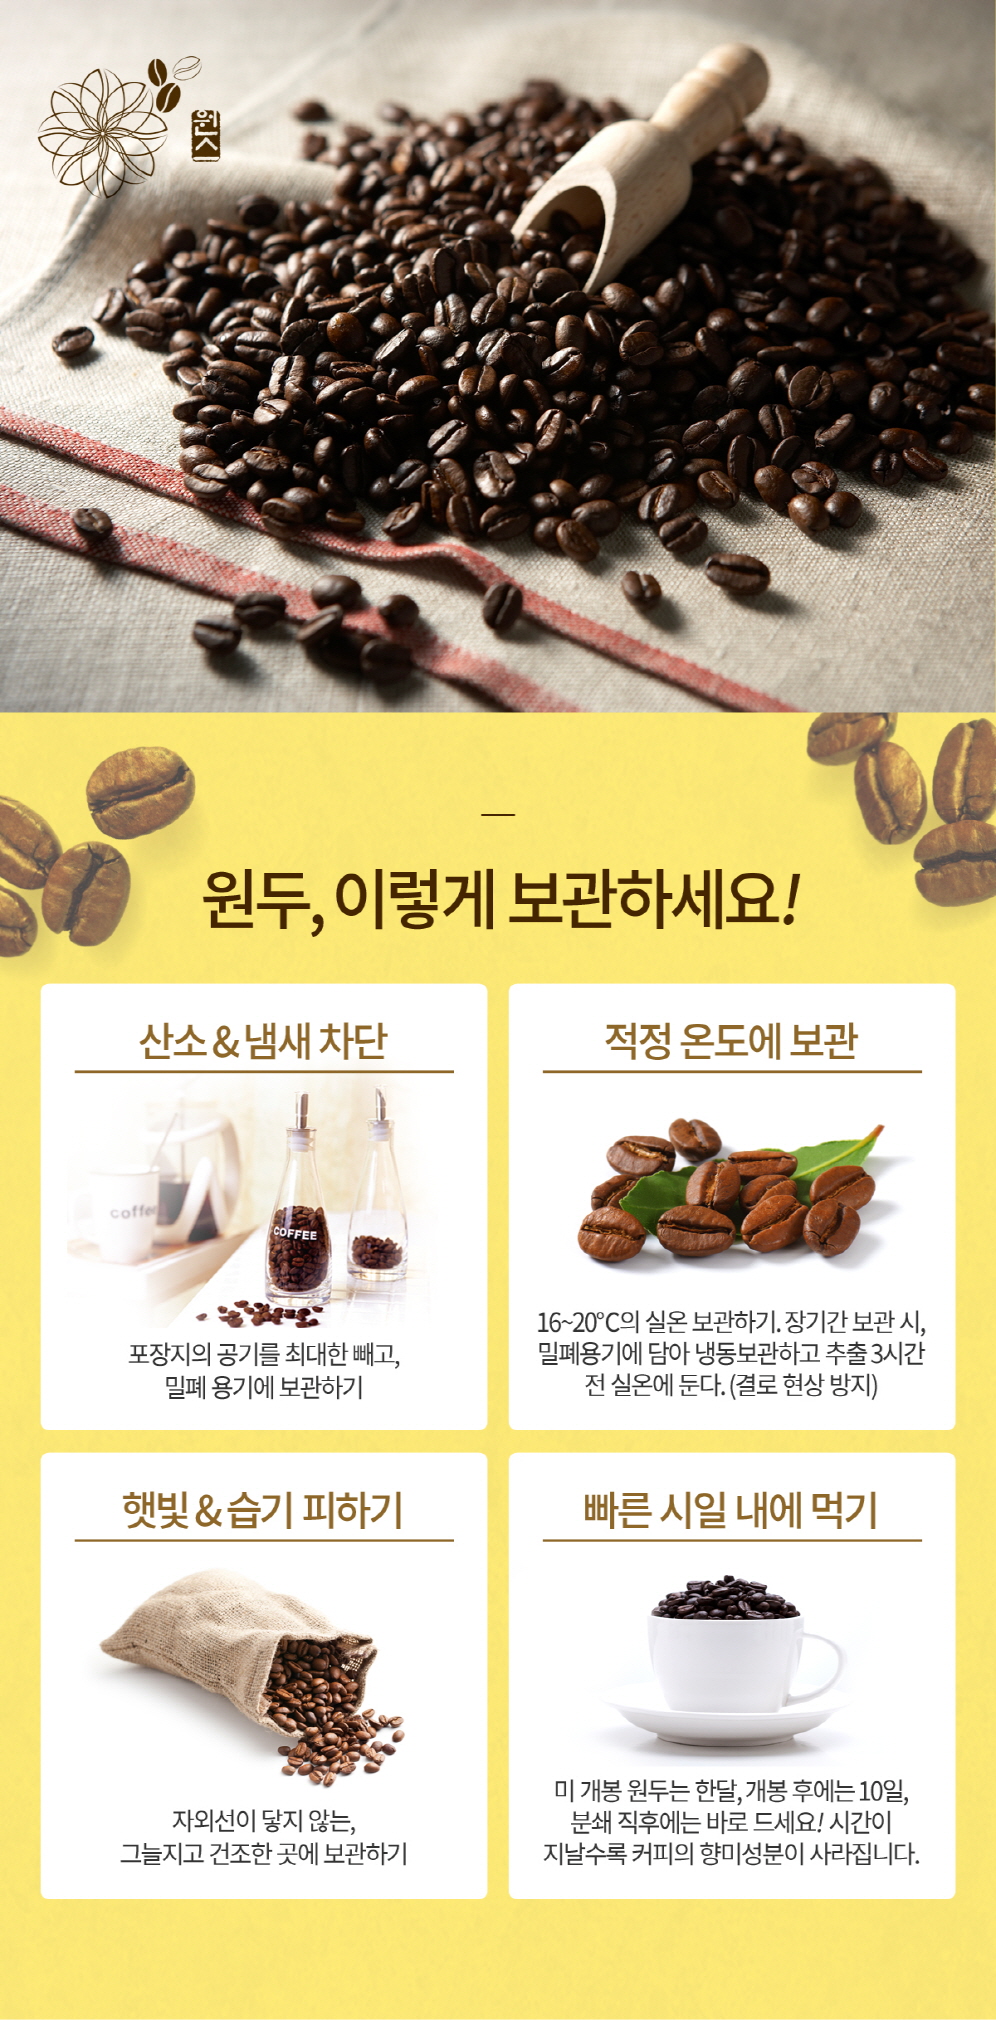 원스
원두, 이렇게 보관하세요!
산소 & 냄새 차단
coffee
COFFEE
포장지의 공기를 최대한 빼고,
밀폐 용기에 보관하기
적정 온도에 보관
16~20℃의 실온 보관하기. 장기간 보관 시,
밀폐용기에 담아 냉동보관하고 추출 3시간
전 실온에 둔다. (결로 현상 방지)
햇빛 & 습기 피하기
자외선이 닿지 않는,
그늘지고 건조한 곳에 보관하기
빠른 시일 내에 먹기
미 개봉 원두는 한달, 개봉 후에는 10일,
분쇄 직후에는 바로 드세요! 시간이
지날수록 커피의 향미성분이 사라집니다.